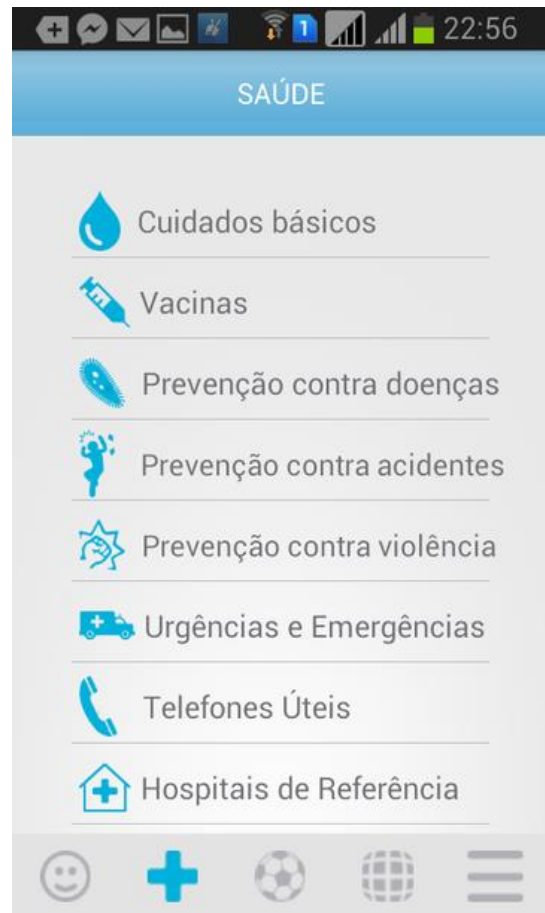 1 22:56
SAÚDE
Cuidados básicos
Vacinas
Prevenção contra doenças
Prevenção contra acidentes
Prevenção contra violência
Urgências e Emergências
Telefones Úteis
Hospitais de Referência